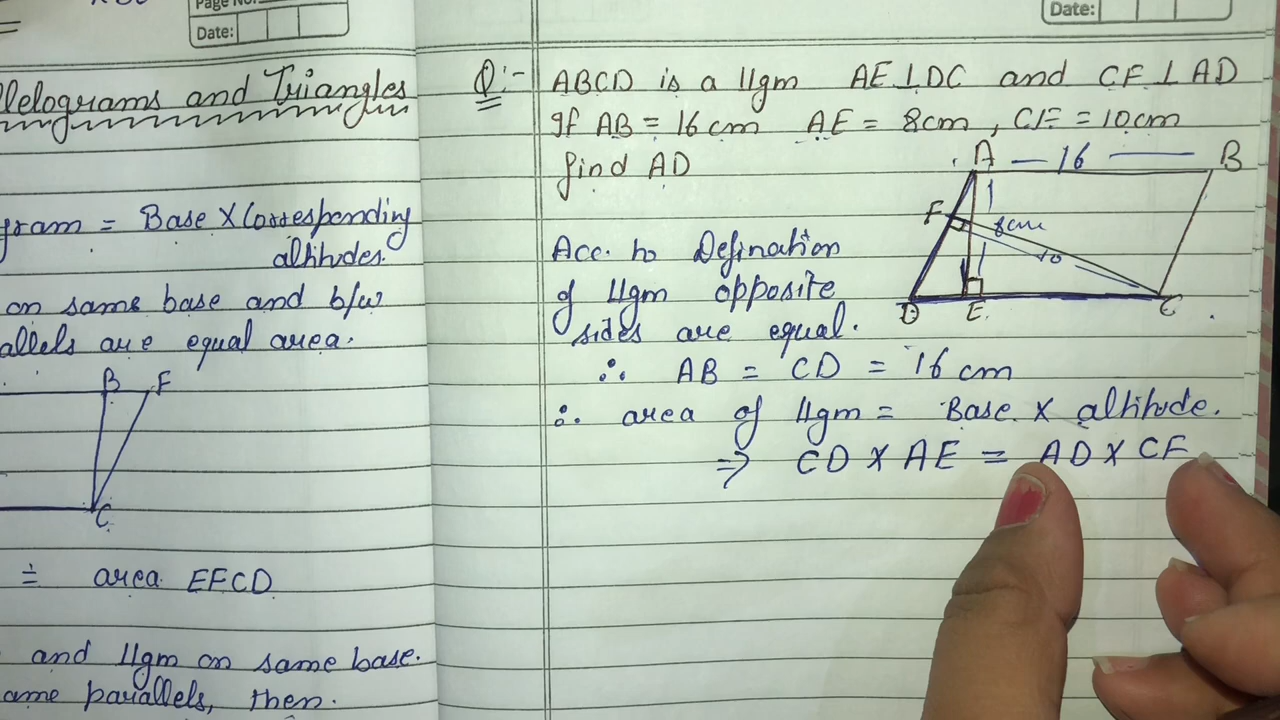 Page No.
Date:
llelograms and Triangles
gram = Base X Corresponding
altitudes.
on same base and b/w
allels are equal area.
B F
C
= area EFCD
and llgm on same base.
ame parallels, then.
Date:
Q:- ABCD is a llgm AE⊥DC and CF⊥AD
If AB = 16 cm AE = 8cm, CF = 10cm
find AD
A — 16 — B
F 8cm
10
D E C
Acc. to Defination
of llgm opposite
sides are equal.
∴ AB = CD = 16 cm
∴ area of llgm = Base X altitude.
⇒ CD X AE = AD X CF